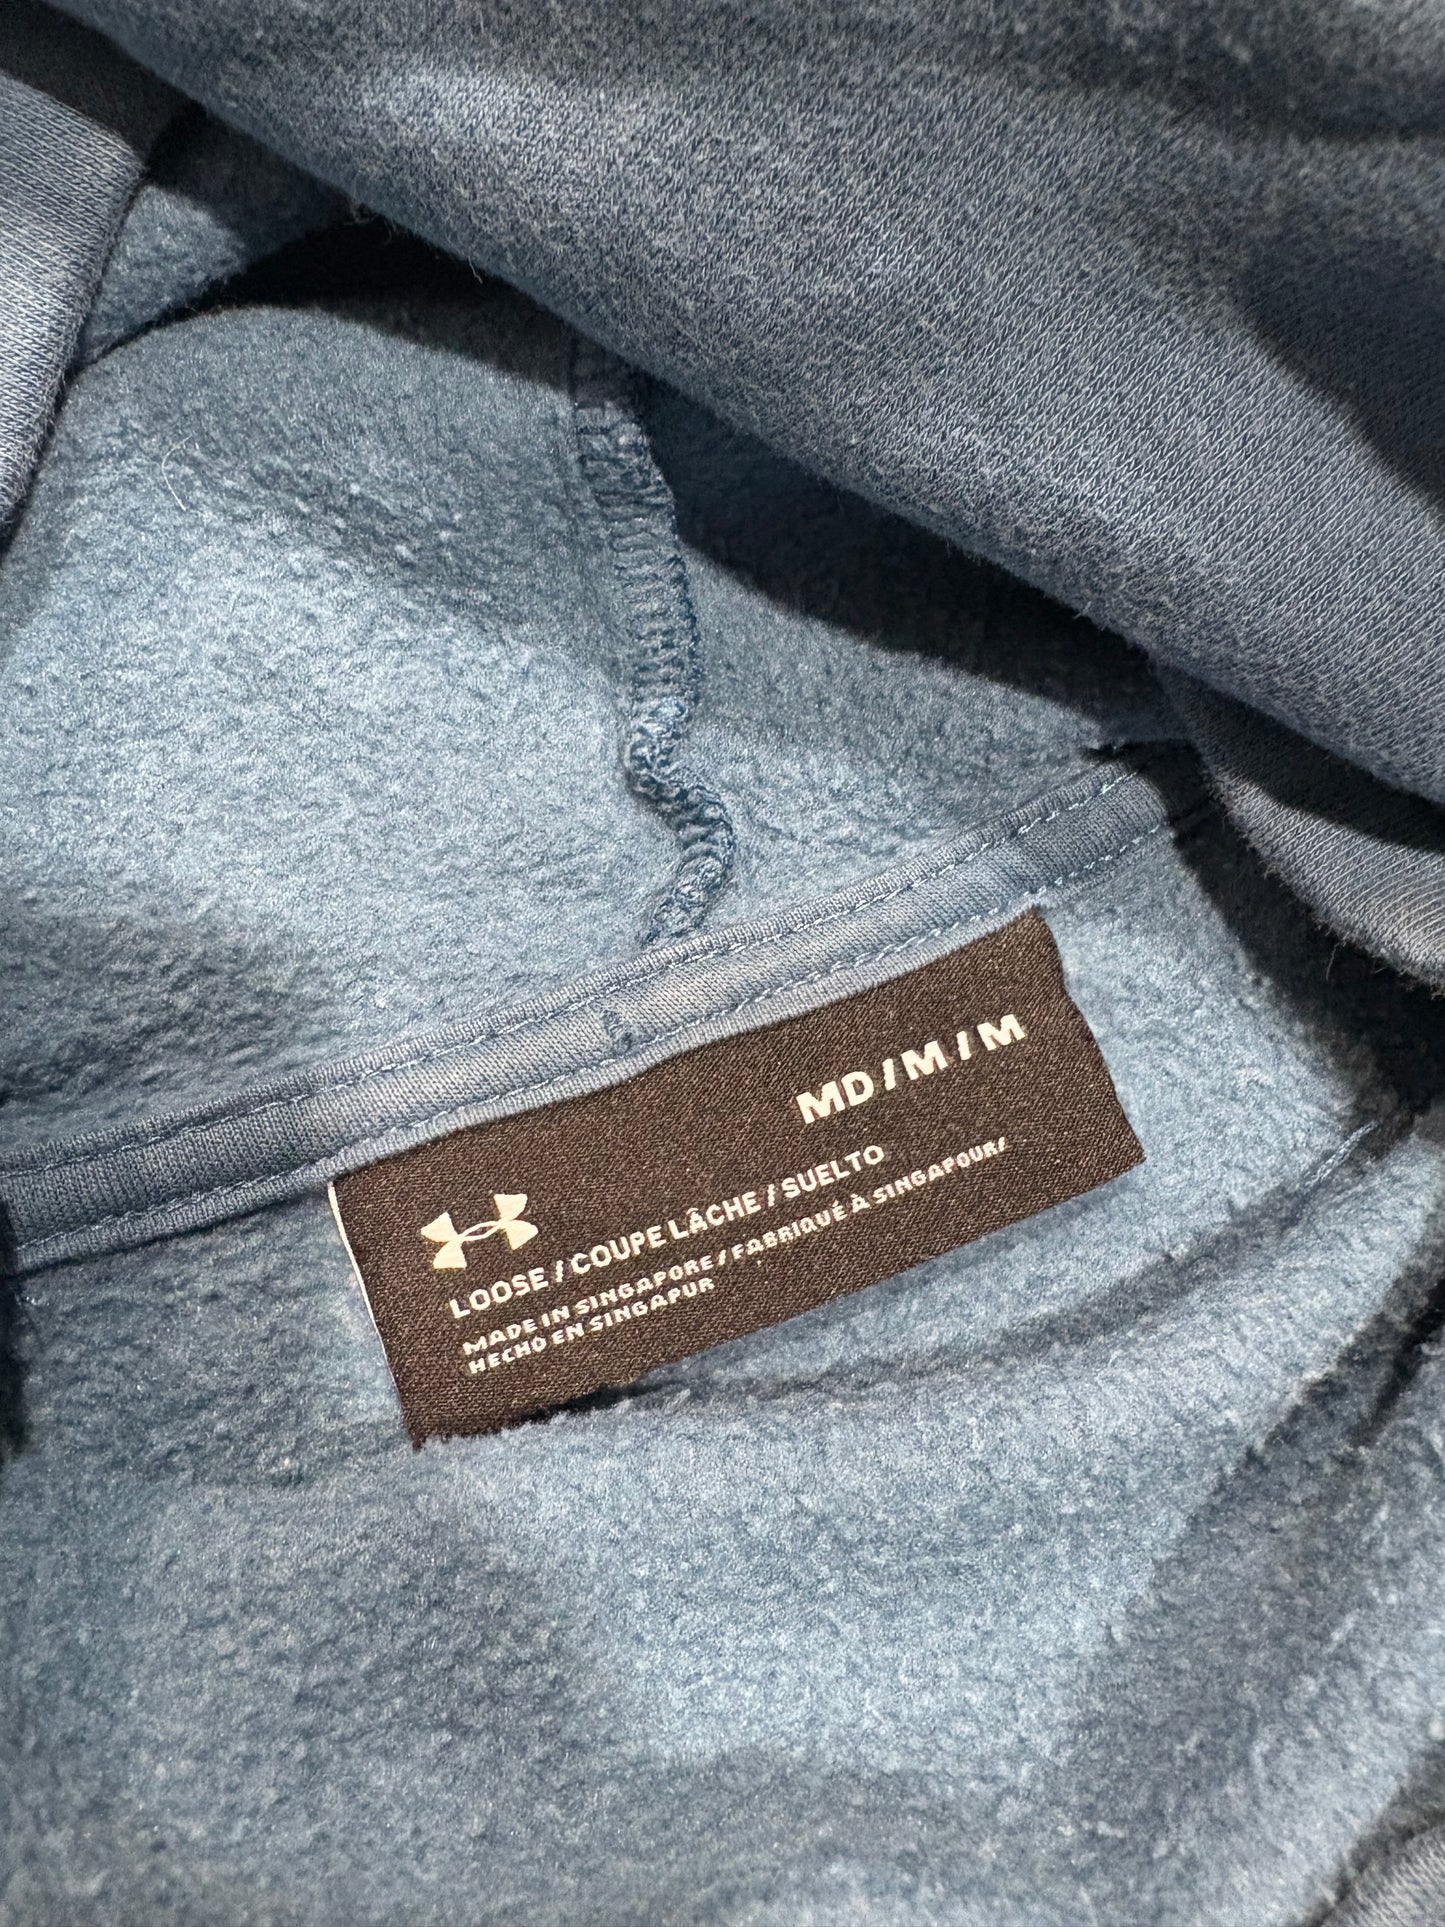 MD / M / M
LOOSE / COUPE LÂCHE / SUELTO
MADE IN SINGAPORE / FABRIQUÉ À SINGAPOUR/
HECHO EN SINGAPUR